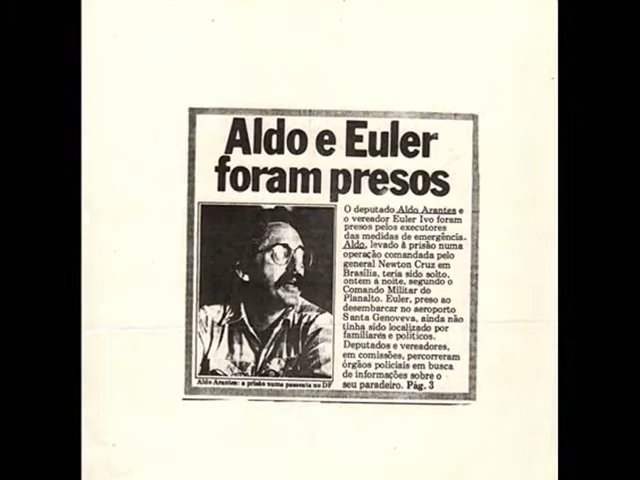 Aldo e Euler
foram presos
O deputado Aldo Arantes e
o vereador Euler Ivo foram
presos pelos executores
das medidas de emergência.
Aldo, levado à prisão numa
operação comandada pelo
general Newton Cruz em
Brasília, teria sido solto,
ontem à noite, segundo o
Comando Militar do
Planalto. Euler, preso ao
desembarcar no aeroporto
Santa Genoveva, ainda não
tinha sido localizado por
familiares e políticos.
Deputados e vereadores,
em comissões, percorreram
órgãos policiais em busca
de informações sobre o
seu paradeiro. Pág. 3
Aldo Arantes: a prisão numa passeata no DF